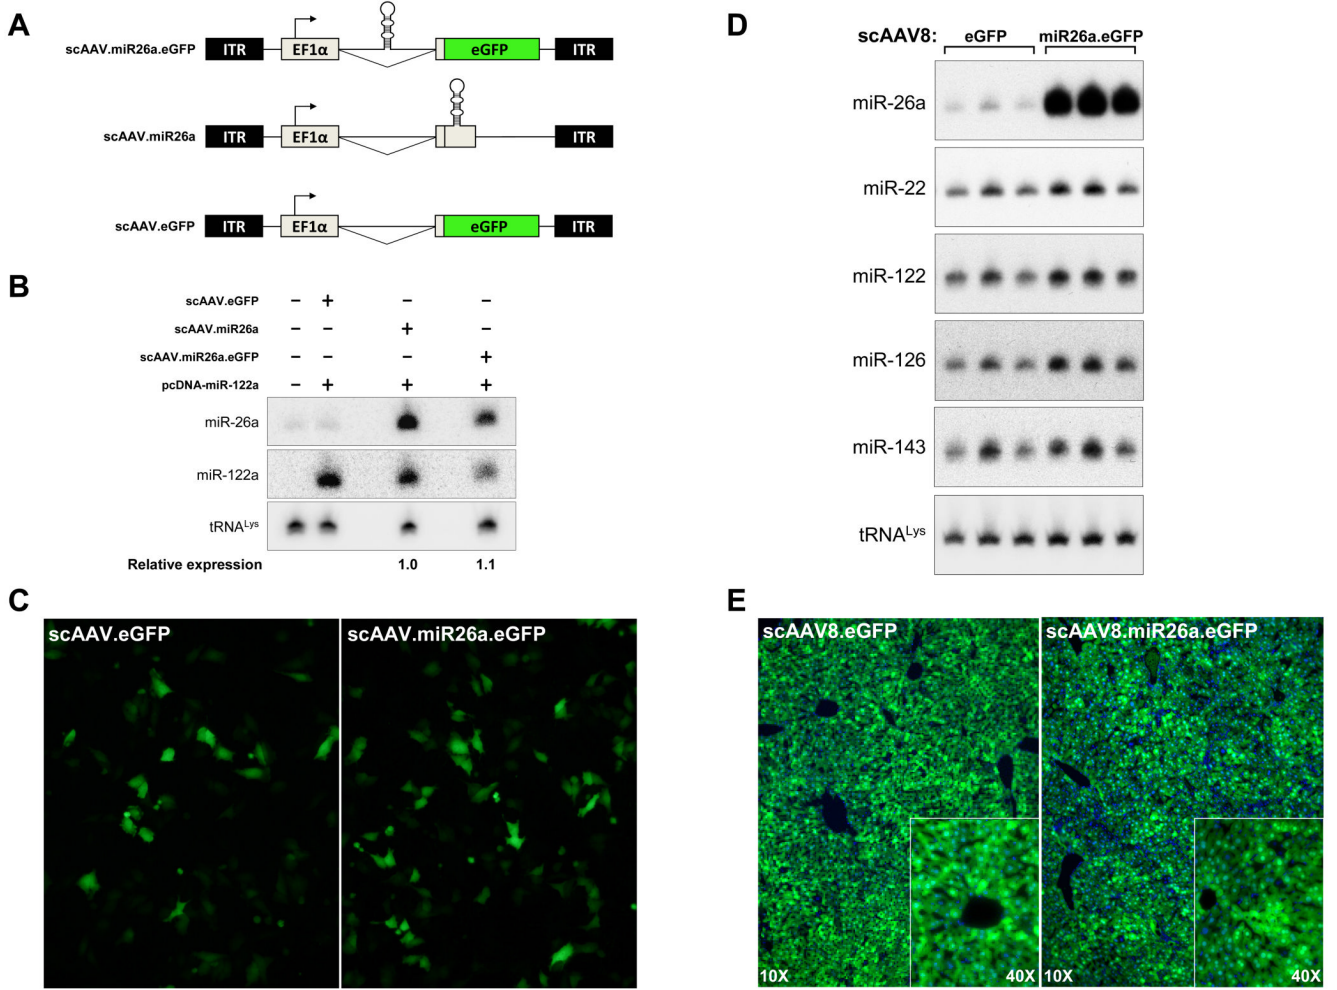 A
scAAV.miR26a.eGFP
ITR
EF1α
eGFP
ITR
scAAV.miR26a
ITR
EF1α
ITR
scAAV.eGFP
ITR
EF1α
eGFP
ITR
B
scAAV.eGFP – + – –
scAAV.miR26a – – + –
scAAV.miR26a.eGFP – – – +
pcDNA-miR-122a – + + +
miR-26a
miR-122a
tRNALys
Relative expression 1.0 1.1
C
scAAV.eGFP
scAAV.miR26a.eGFP
D
scAAV8: eGFP miR26a.eGFP
miR-26a
miR-22
miR-122
miR-126
miR-143
tRNALys
E
scAAV8.eGFP
scAAV8.miR26a.eGFP
10X
40X
10X
40X